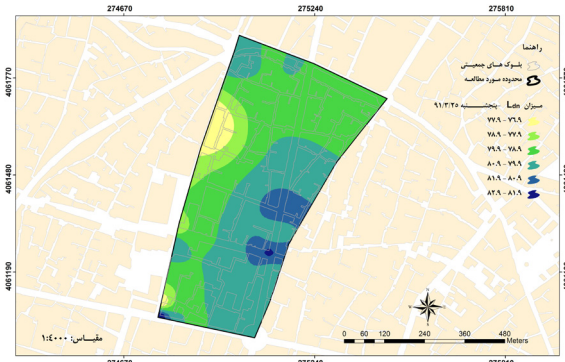 274670 275240 275810
راهنما
بلوک های جمعیتی
محدوده مورد مطالعه
میزان Ldn پنجشنبه ۹۱/۳/۲۵
۷۶.۹ - ۷۷.۹
۷۷.۹ - ۷۸.۹
۷۸.۹ - ۷۹.۹
۷۹.۹ - ۸۰.۹
۸۰.۹ - ۸۱.۹
۸۱.۹ - ۸۲.۹
4061770
4061480
4061190
مقیاس: ۱:٤۰۰۰
0 60 120 240 360 480
Meters